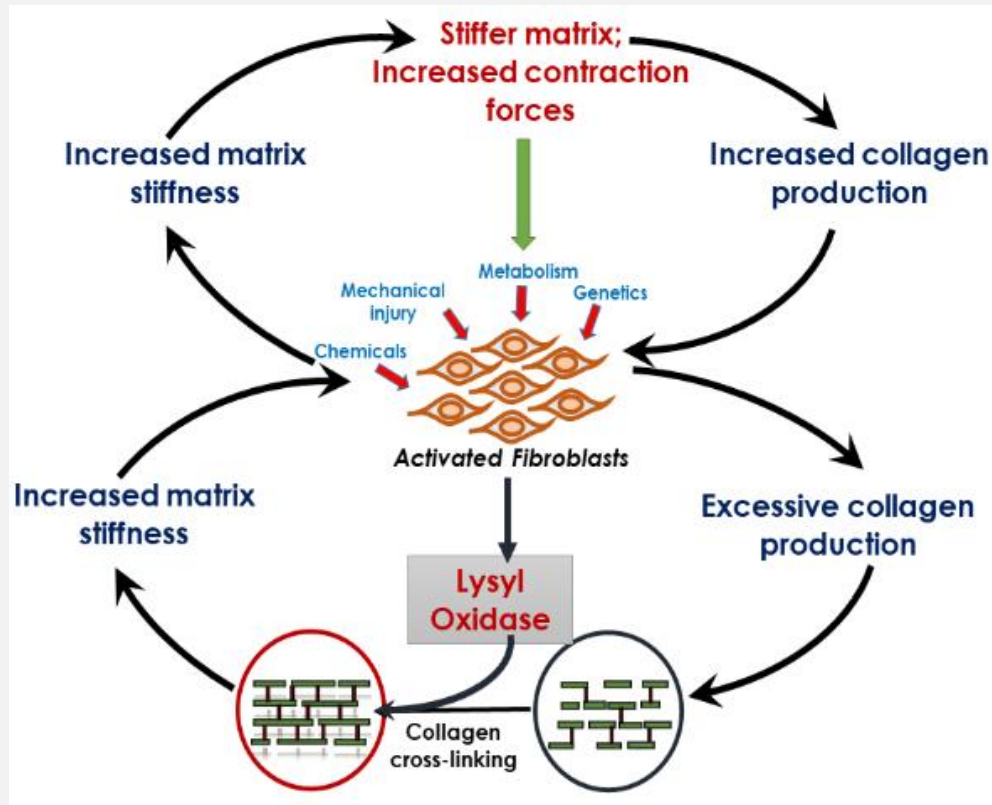 Stiffer matrix;
Increased contraction
forces
Increased matrix
stiffness
Increased collagen
production
Metabolism
Mechanical
injury
Genetics
Chemicals
Activated Fibroblasts
Increased matrix
stiffness
Excessive collagen
production
Lysyl
Oxidase
Collagen
cross-linking